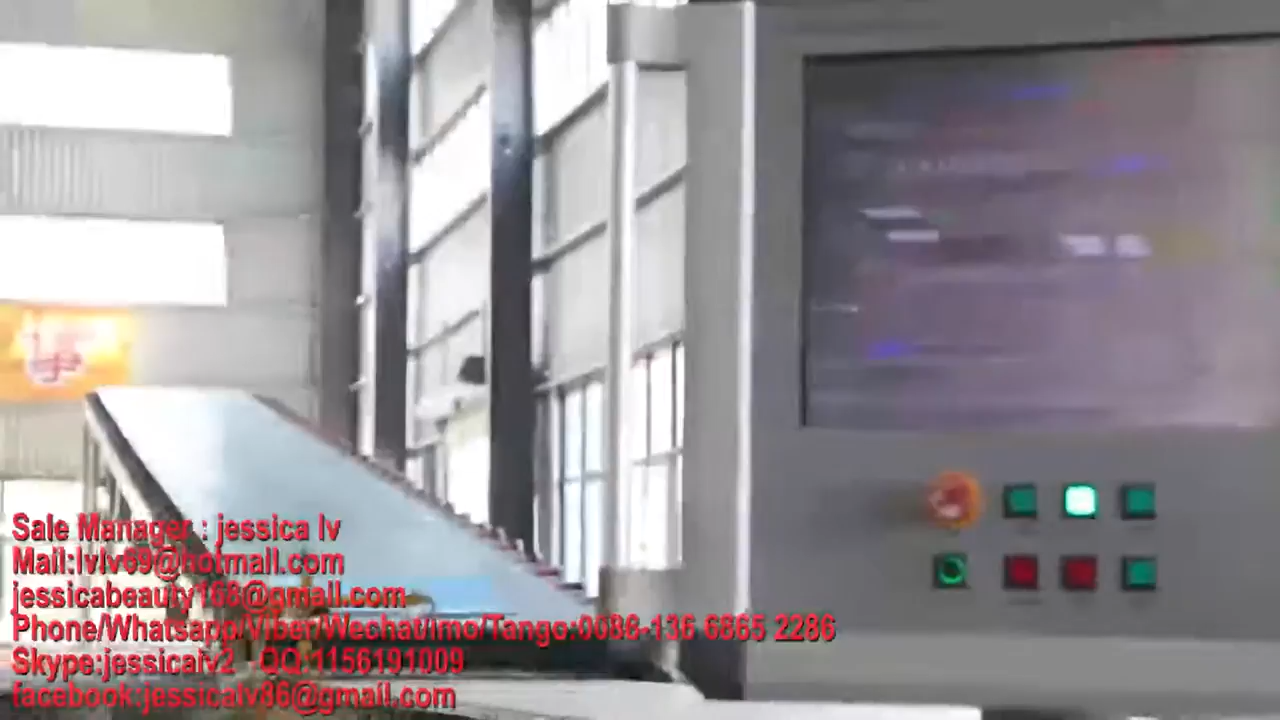 Sale Manager : jessica lv
Mail:lvlv69@hotmail.com
jessicabeauty168@gmail.com
Phone/Whatsapp/Viber/Wechat/imo/Tango:0086-136 6865 2286
Skype:jessicalv2 QQ:1156191009
facebook:jessicalv86@gmail.com